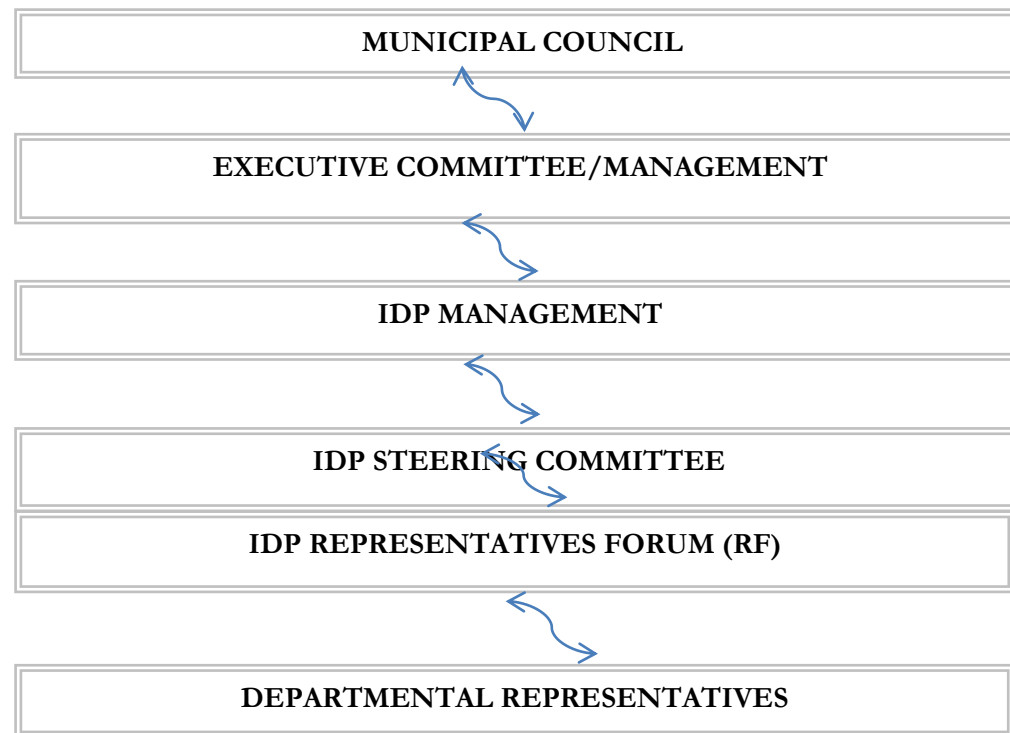 MUNICIPAL COUNCIL
EXECUTIVE COMMITTEE/MANAGEMENT
IDP MANAGEMENT
IDP STEERING COMMITTEE
IDP REPRESENTATIVES FORUM (RF)
DEPARTMENTAL REPRESENTATIVES